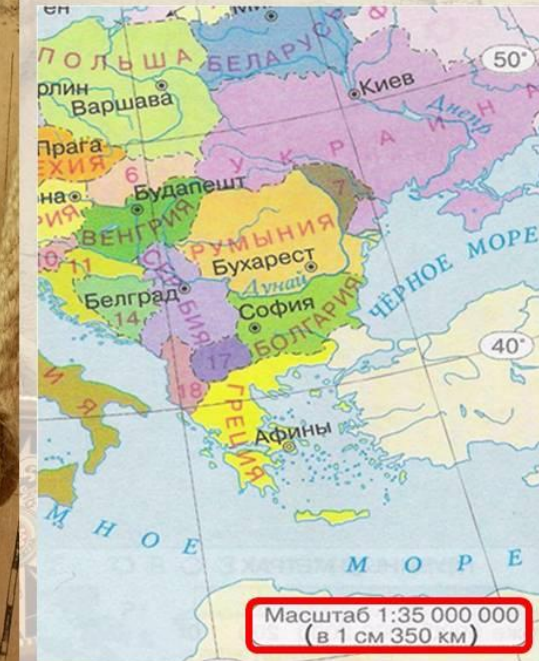 ПОЛЬША
БЕЛАРУСЬ
50°
Киев
Варшава
Днепр
Прага
УКРАИНА
6
7
Будапешт
ВЕНГРИЯ
РУМЫНИЯ
11
СЕРБИЯ
Бухарест
ЧЁРНОЕ МОРЕ
Дунай
Белград
София
14
БОЛГАРИЯ
40°
17
18
ГРЕЦИЯ
Афины
МНОЕ
МОРЕ
Масштаб 1:35 000 000
(в 1 см 350 км)